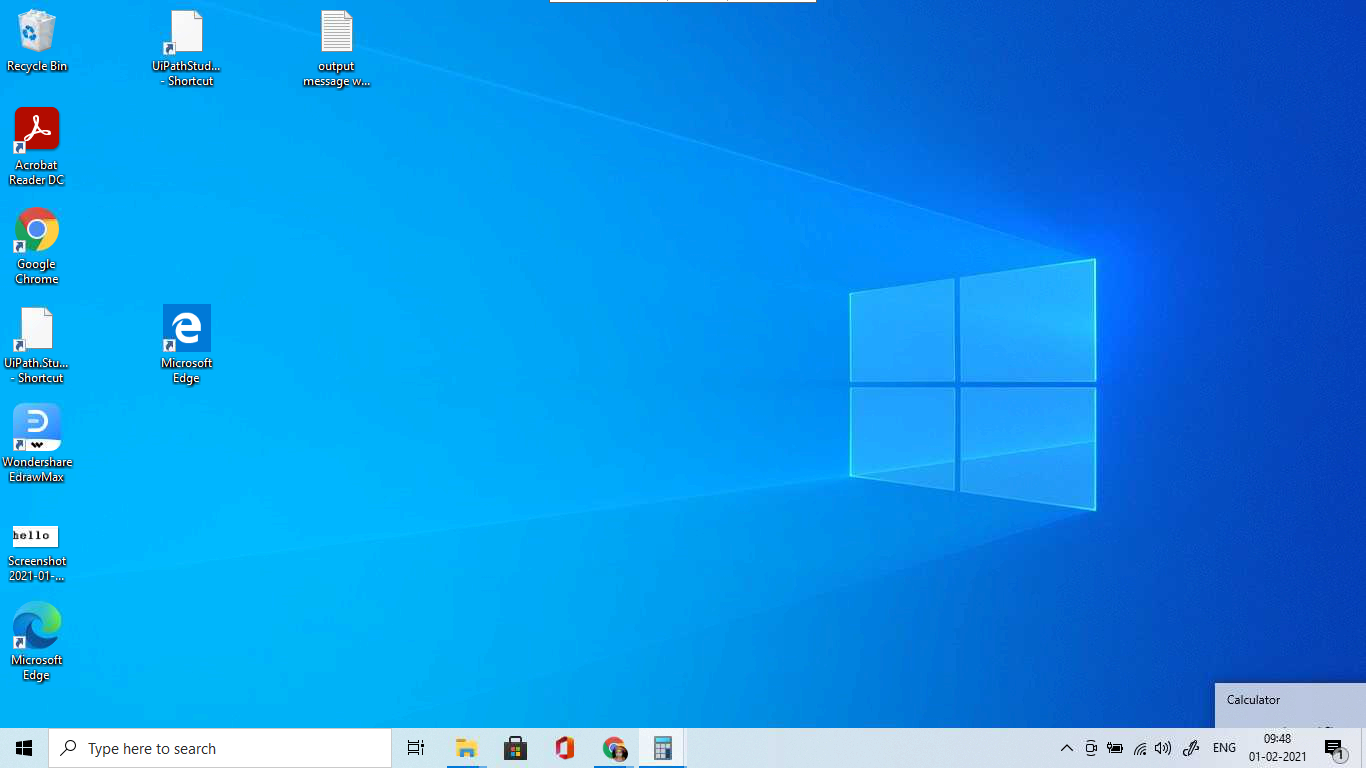 Recycle Bin
UiPathStud...
- Shortcut
output
message w...
Acrobat
Reader DC
Google
Chrome
UiPath.Stu...
- Shortcut
Microsoft
Edge
Wondershare
EdrawMax
hello
Screenshot
2021-01-...
Microsoft
Edge
Calculator
Type here to search
ENG
09:48
01-02-2021
1